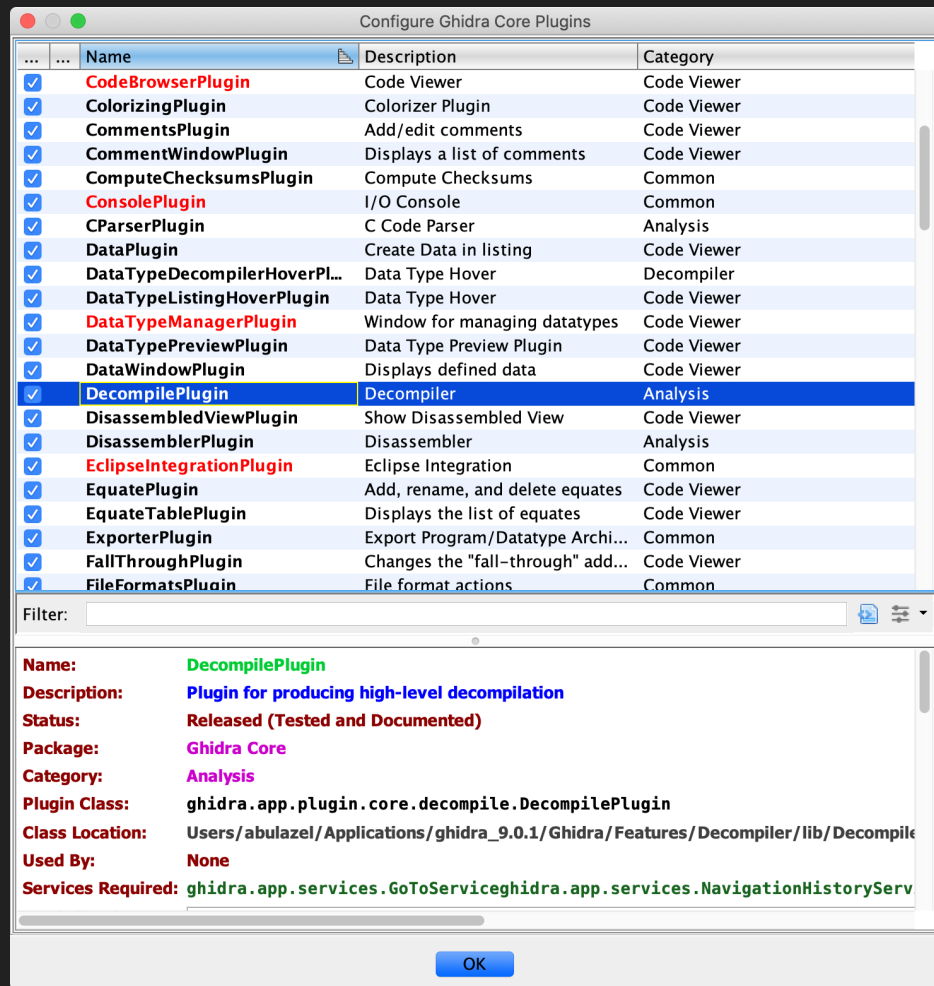 Configure Ghidra Core Plugins
... ... Name Description Category
CodeBrowserPlugin Code Viewer Code Viewer
ColorizingPlugin Colorizer Plugin Code Viewer
CommentsPlugin Add/edit comments Code Viewer
CommentWindowPlugin Displays a list of comments Code Viewer
ComputeChecksumsPlugin Compute Checksums Common
ConsolePlugin I/O Console Common
CParserPlugin C Code Parser Analysis
DataPlugin Create Data in listing Code Viewer
DataTypeDecompilerHoverPl... Data Type Hover Decompiler
DataTypeListingHoverPlugin Data Type Hover Code Viewer
DataTypeManagerPlugin Window for managing datatypes Code Viewer
DataTypePreviewPlugin Data Type Preview Plugin Code Viewer
DataWindowPlugin Displays defined data Code Viewer
DecompilePlugin Decompiler Analysis
DisassembledViewPlugin Show Disassembled View Code Viewer
DisassemblerPlugin Disassembler Analysis
EclipseIntegrationPlugin Eclipse Integration Common
EquatePlugin Add, rename, and delete equates Code Viewer
EquateTablePlugin Displays the list of equates Code Viewer
ExporterPlugin Export Program/Datatype Archi... Common
FallThroughPlugin Changes the "fall-through" add... Code Viewer
FileFormatsPlugin File format actions Common
Filter:
Name: DecompilePlugin
Description: Plugin for producing high-level decompilation
Status: Released (Tested and Documented)
Package: Ghidra Core
Category: Analysis
Plugin Class: ghidra.app.plugin.core.decompile.DecompilePlugin
Class Location: Users/abulazel/Applications/ghidra_9.0.1/Ghidra/Features/Decompiler/lib/Decompile
Used By: None
Services Required: ghidra.app.services.GoToServiceghidra.app.services.NavigationHistoryServ
OK